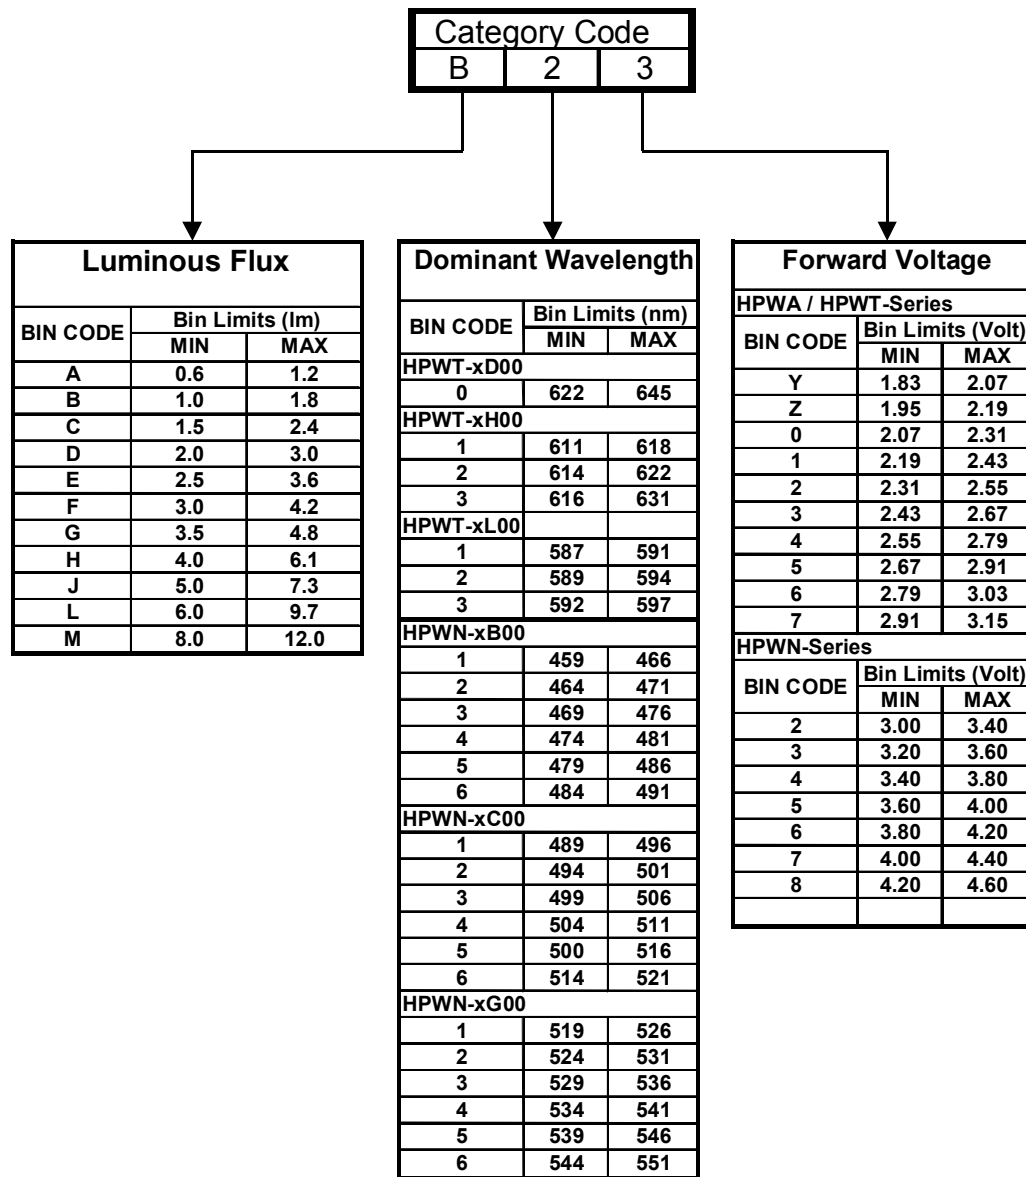 Category Code
B 2 3
Luminous Flux
BIN CODE Bin Limits (lm)
MIN MAX
A 0.6 1.2
B 1.0 1.8
C 1.5 2.4
D 2.0 3.0
E 2.5 3.6
F 3.0 4.2
G 3.5 4.8
H 4.0 6.1
J 5.0 7.3
L 6.0 9.7
M 8.0 12.0
Dominant Wavelength
BIN CODE Bin Limits (nm)
MIN MAX
HPWT-xD00
0 622 645
HPWT-xH00
1 611 618
2 614 622
3 616 631
HPWT-xL00
1 587 591
2 589 594
3 592 597
HPWN-xB00
1 459 466
2 464 471
3 469 476
4 474 481
5 479 486
6 484 491
HPWN-xC00
1 489 496
2 494 501
3 499 506
4 504 511
5 500 516
6 514 521
HPWN-xG00
1 519 526
2 524 531
3 529 536
4 534 541
5 539 546
6 544 551
Forward Voltage
HPWA / HPWT-Series
BIN CODE Bin Limits (Volt)
MIN MAX
Y 1.83 2.07
Z 1.95 2.19
0 2.07 2.31
1 2.19 2.43
2 2.31 2.55
3 2.43 2.67
4 2.55 2.79
5 2.67 2.91
6 2.79 3.03
7 2.91 3.15
HPWN-Series
BIN CODE Bin Limits (Volt)
MIN MAX
2 3.00 3.40
3 3.20 3.60
4 3.40 3.80
5 3.60 4.00
6 3.80 4.20
7 4.00 4.40
8 4.20 4.60